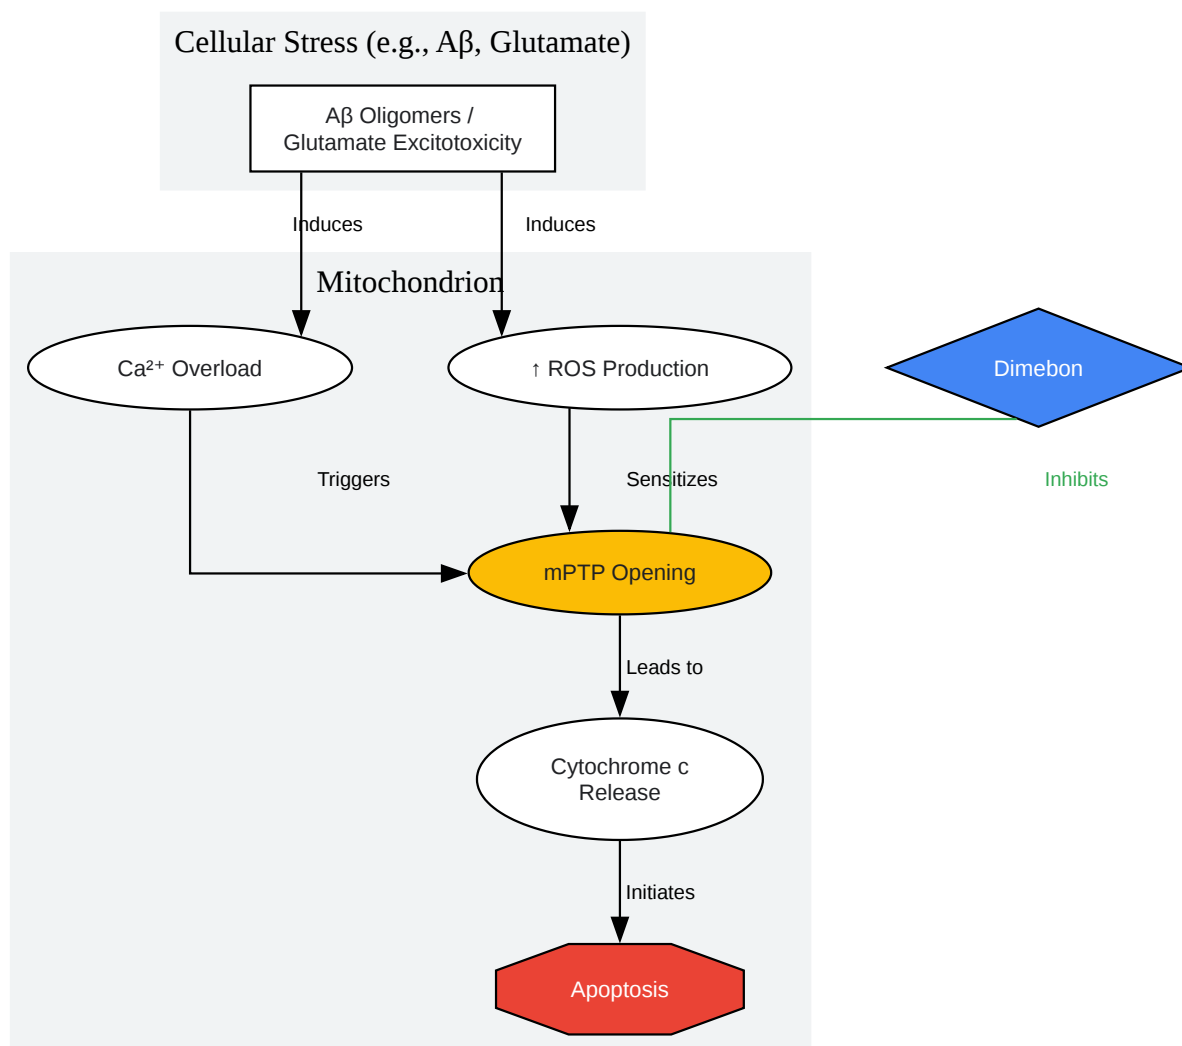 Cellular Stress (e.g., Aβ, Glutamate)
Aβ Oligomers /
Glutamate Excitotoxicity
Induces
Induces
Mitochondrion
Ca²⁺ Overload
↑ ROS Production
Dimebon
Triggers
Sensitizes
Inhibits
mPTP Opening
Leads to
Cytochrome c
Release
Initiates
Apoptosis